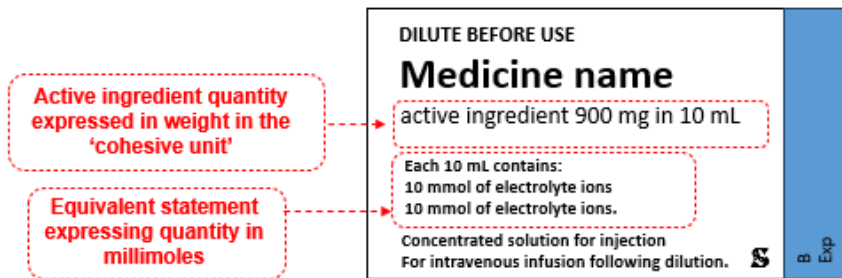 DILUTE BEFORE USE
Medicine name
active ingredient 900 mg in 10 mL
Each 10 mL contains:
10 mmol of electrolyte ions
10 mmol of electrolyte ions.
Concentrated solution for injection
For intravenous infusion following dilution.
S
B
Exp
Active ingredient quantity
expressed in weight in the
‘cohesive unit’
Equivalent statement
expressing quantity in
millimoles